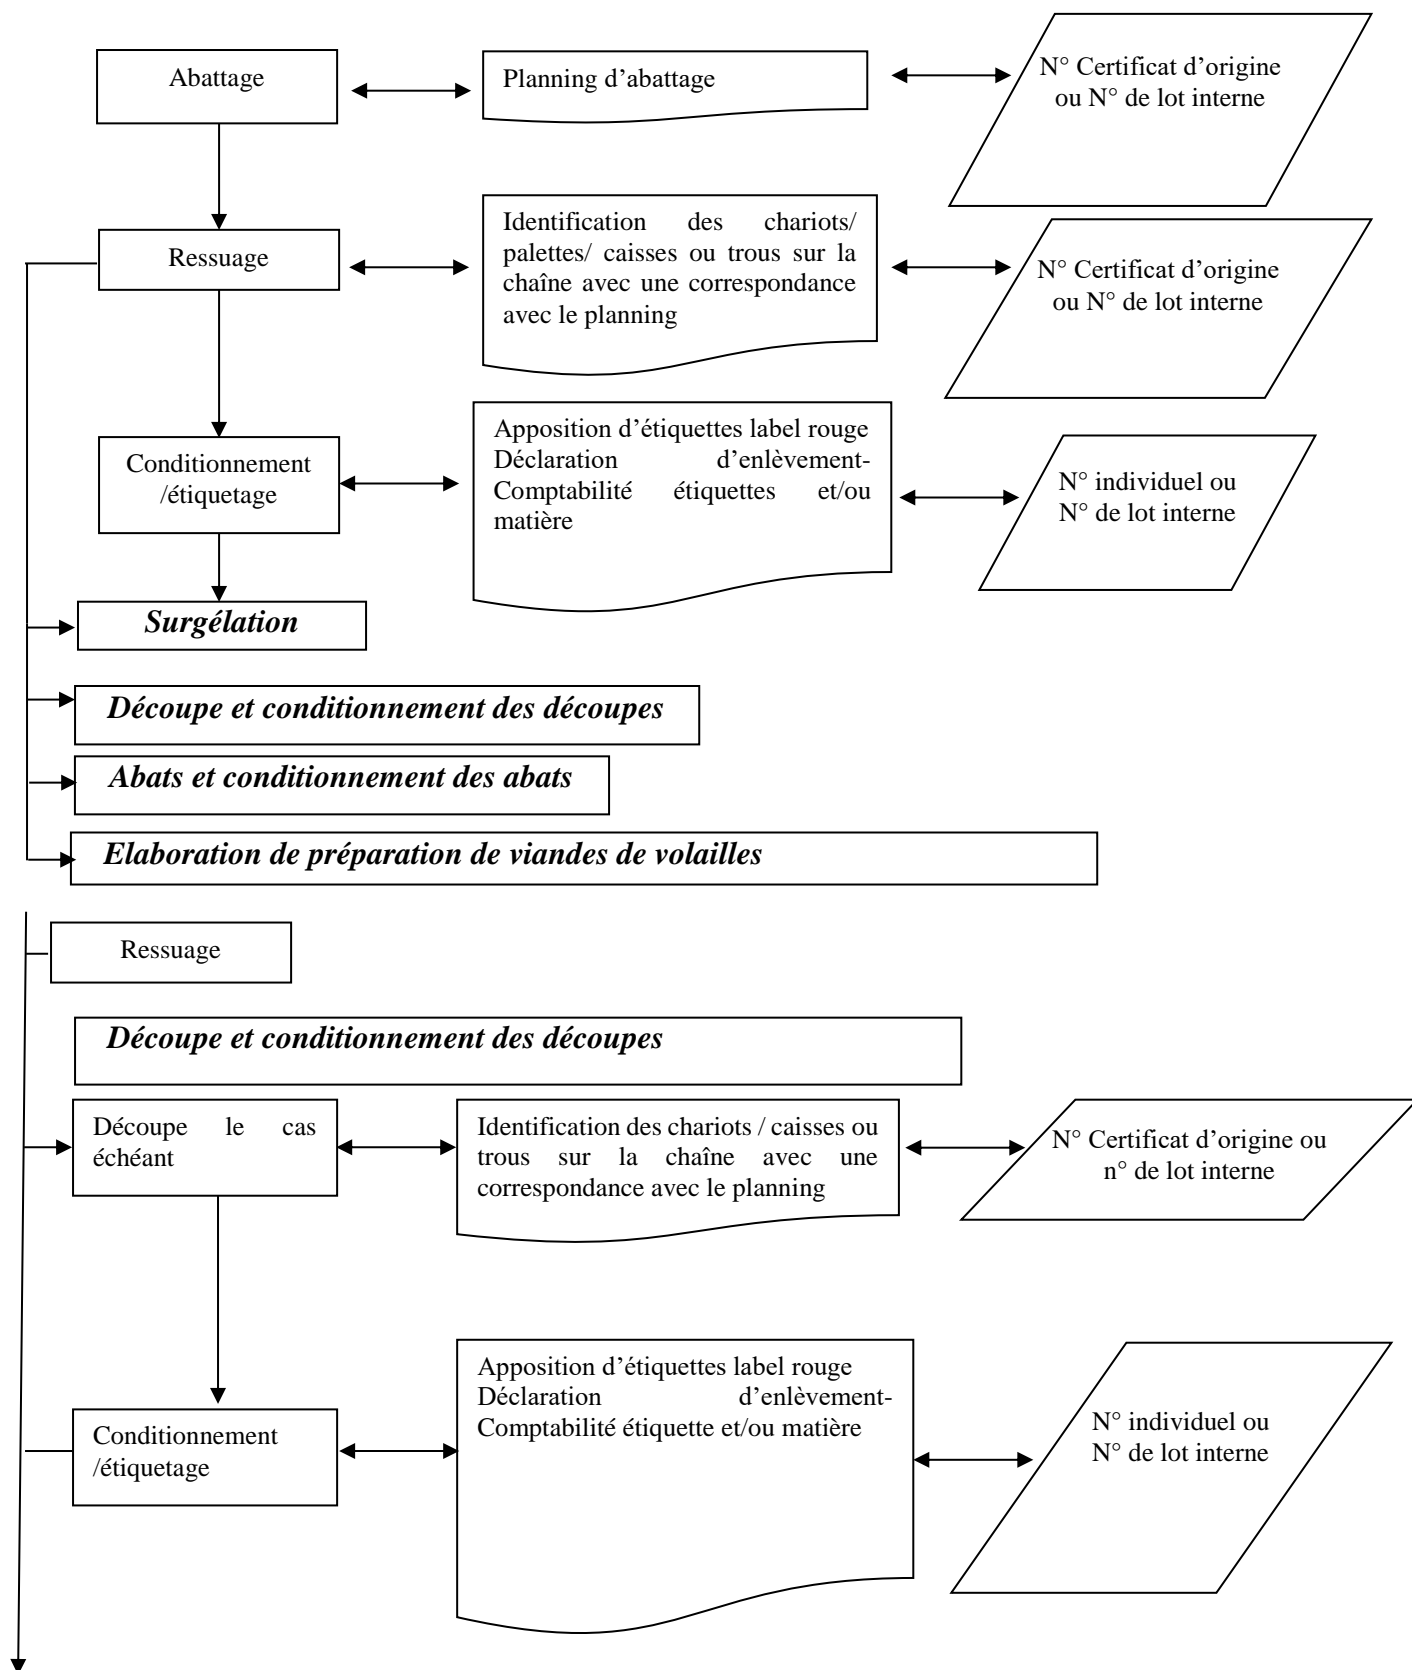 Abattage
Planning d’abattage
N° Certificat d’origine
ou N° de lot interne
Ressuage
Identification des chariots/
palettes/ caisses ou trous sur la
chaîne avec une correspondance
avec le planning
N° Certificat d’origine
ou N° de lot interne
Conditionnement
/étiquetage
Apposition d’étiquettes label rouge
Déclaration d’enlèvement-
Comptabilité étiquettes et/ou
matière
N° individuel ou
N° de lot interne
Surgélation
Découpe et conditionnement des découpes
Abats et conditionnement des abats
Elaboration de préparation de viandes de volailles
Ressuage
Découpe et conditionnement des découpes
Découpe le cas
échéant
Identification des chariots / caisses ou
trous sur la chaîne avec une
correspondance avec le planning
N° Certificat d’origine ou
n° de lot interne
Conditionnement
/étiquetage
Apposition d’étiquettes label rouge
Déclaration d’enlèvement-
Comptabilité étiquette et/ou matière
N° individuel ou
N° de lot interne